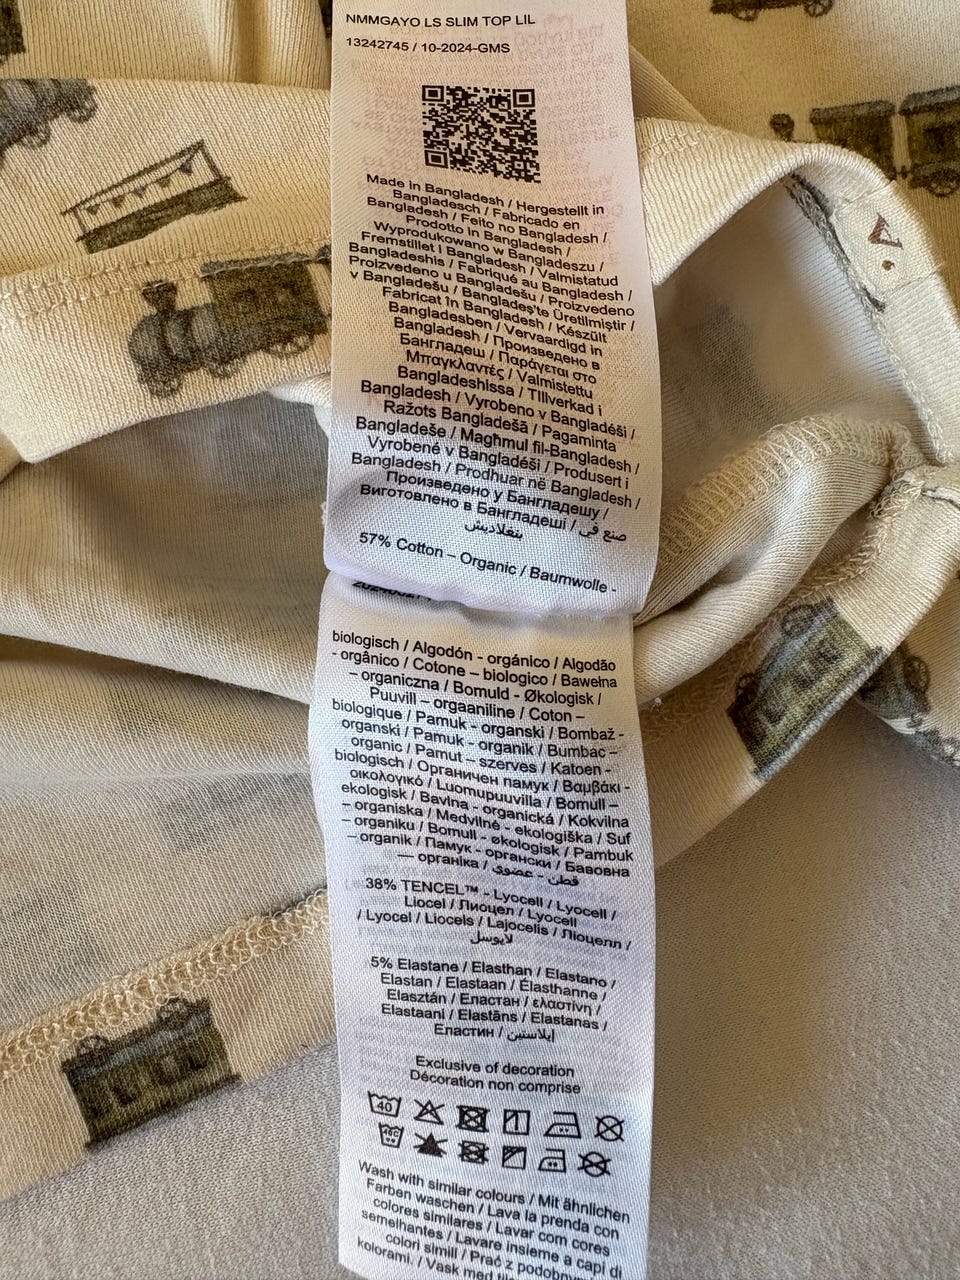 NMMGAYO LS SLIM TOP LIL
13242745 / 10-2024-GMS
Made in Bangladesh / Hergestellt in
Bangladesch / Fabricado en
Bangladesh / Feito no Bangladesh /
Prodotto in Bangladesh /
Wyprodukowano w Bangladeszu /
Fremstillet i Bangladesh / Valmistatud
Bangladeshis / Fabriqué au Bangladesh /
Proizvedeno u Bangladešu / Proizvedeno
v Bangladešu / Bangladeş'te Üretilmiştir /
Fabricat în Bangladesh / Készült
Bangladesben / Vervaardigd in
Bangladesh / Произведено в
Бангладеш / Παράγεται στο
Μπαγκλαντές / Valmistettu
Bangladeshissa / Tillverkad i
Bangladesh / Vyrobeno v Bangladéši /
Ražots Bangladešā / Pagaminta
Bangladeše / Magħmul fil-Bangladesh /
Vyrobené v Bangladéši / Produsert i
Bangladesh / Prodhuar në Bangladesh /
Произведено у Бангладешу /
Виготовлено в Бангладеші / صنع في
بنغلاديش
57% Cotton – Organic / Baumwolle -
biologisch / Algodón - orgánico / Algodão
- orgânico / Cotone – biologico / Bawełna
– organiczna / Bomuld - Økologisk /
Puuvill – orgaaniline / Coton –
biologique / Pamuk - organski / Bombaž -
organski / Pamuk - organik / Bumbac –
organic / Pamut – szerves / Katoen -
biologisch / Органичен памук / Βαμβάκι -
οικολογικό / Luomupuuvilla / Bomull –
ekologisk / Bavlna - organická / Kokvilna
– organiska / Medvilnė - ekologiška / Suf
– organiku / Bomull - økologisk / Pambuk
– organik / Памук - органски / Бавовна
— органіка / قطن - عضوي
38% TENCEL™ - Lyocell / Lyocell /
Liocel / Лиоцел / Lyocell
/ Lyocel / Liocels / Lajocelis / Ліоцелл /
لايوسل
5% Elastane / Elasthan / Elastano /
Elastan / Elastaan / Élasthanne /
Elasztán / Еластан / ελαστίνη /
Elastaani / Elastāns / Elastanas /
Еластин / إيلاستين
Exclusive of decoration
Décoration non comprise
40
Wash with similar colours / Mit ähnlichen
Farben waschen / Lava la prenda con
colores similares / Lavar com cores
semelhantes / Lavare insieme a capi di
colori simili / Prać z podobnymi
kolorami. / Vask med